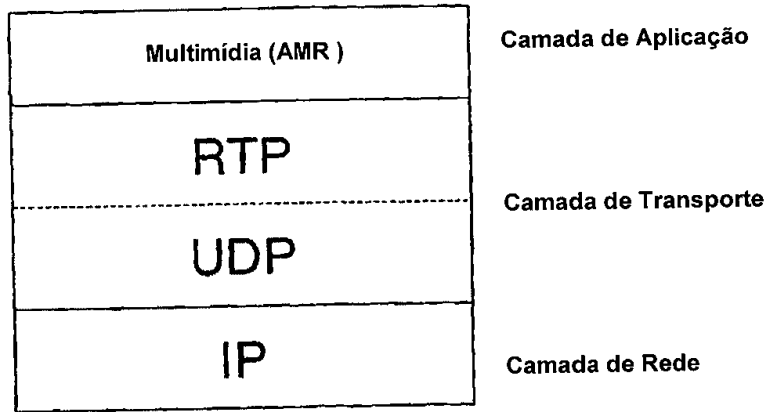 Multimídia (AMR )
Camada de Aplicação
RTP
Camada de Transporte
UDP
IP
Camada de Rede